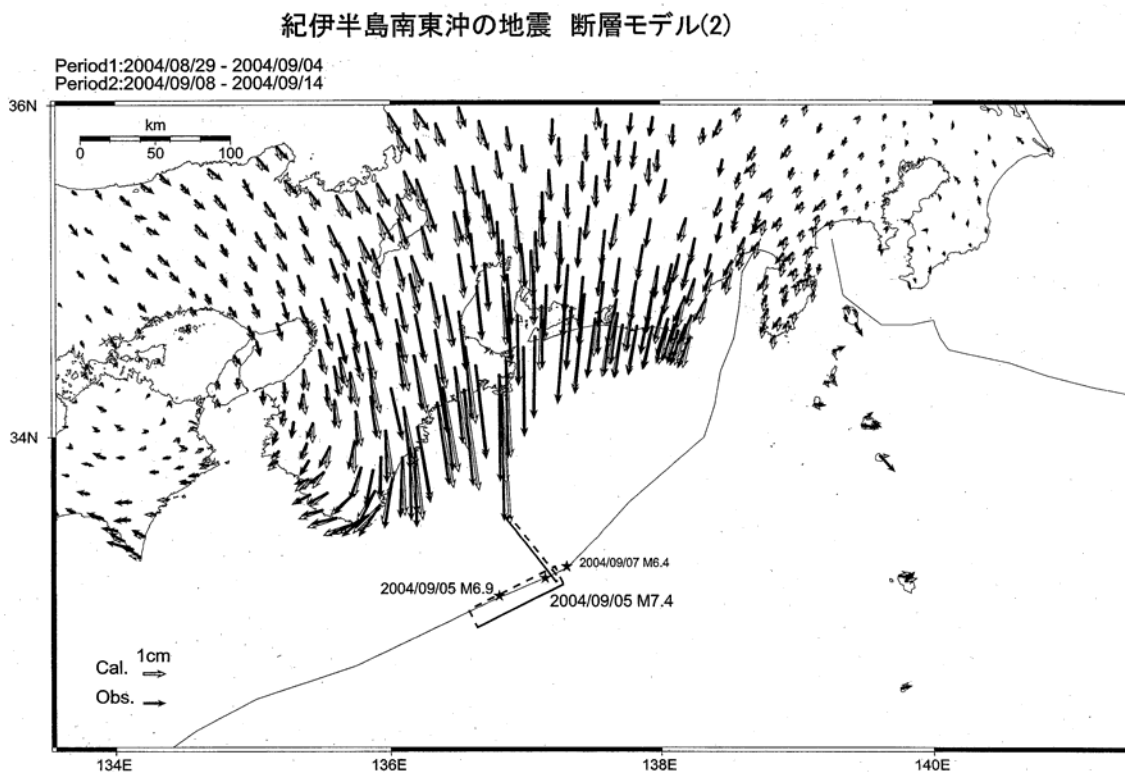 紀伊半島南東沖の地震 断層モデル(2)
Period1:2004/08/29 - 2004/09/04
Period2:2004/09/08 - 2004/09/14
36N
km
0 50 100
34N
2004/09/07 M6.4
2004/09/05 M6.9
2004/09/05 M7.4
1cm
Cal.
Obs.
134E 136E 138E 140E